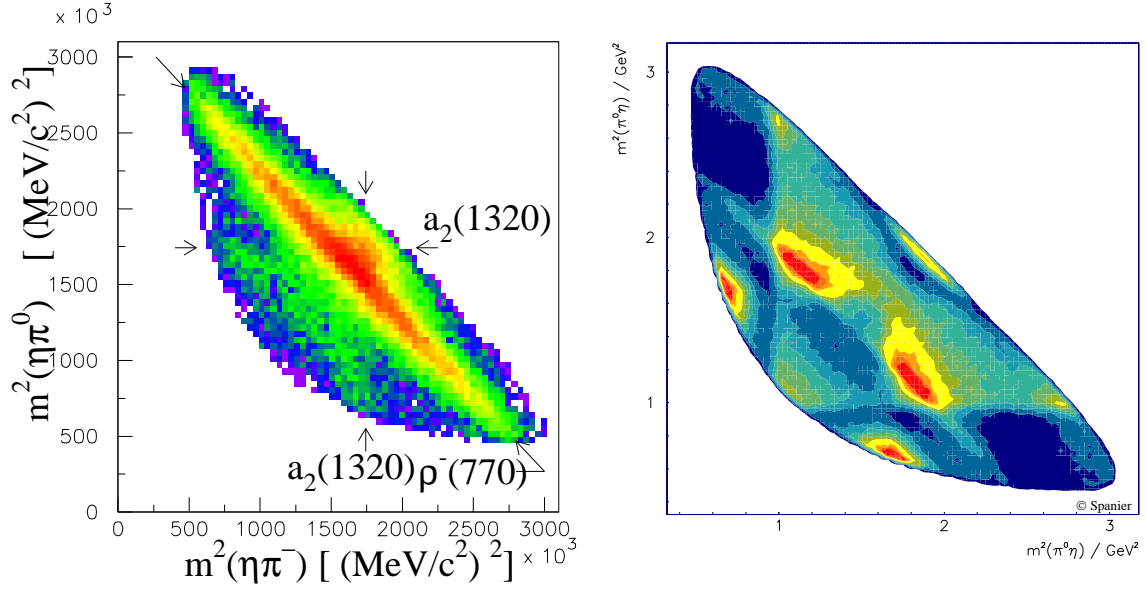 × 10³
3000
2500
2000
1500
1000
500
0
m²(ηπ⁰) [ (MeV/c²) ²]
a₂(1320)
a₂(1320) ρ⁻(770)
0 500 1000 1500 2000 2500 3000
× 10³
m²(ηπ⁻) [ (MeV/c²) ²]
m²(π⁰η) / GeV²
3
2
1
© Spanier
1 2 3
m²(π⁰η) / GeV²